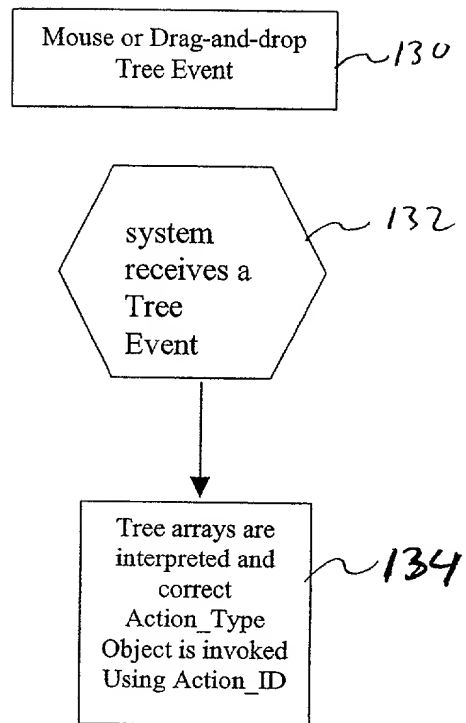 Mouse or Drag-and-drop
Tree Event
130
system
receives a
Tree
Event
132
Tree arrays are
interpreted and
correct
Action_Type
Object is invoked
Using Action_ID
134